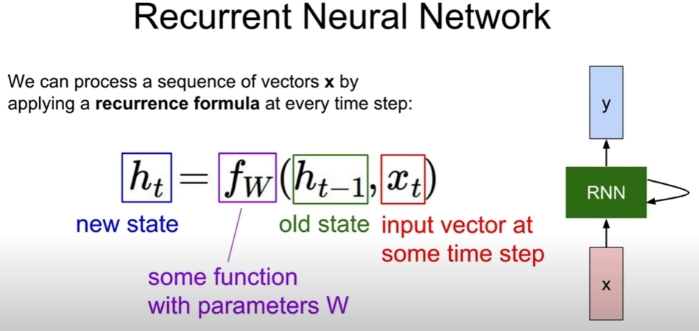 Recurrent Neural Network
We can process a sequence of vectors x by
applying a recurrence formula at every time step:
y
h_t = f_W(h_{t-1}, x_t)
RNN
new state
old state
input vector at
some time step
some function
with parameters W
x